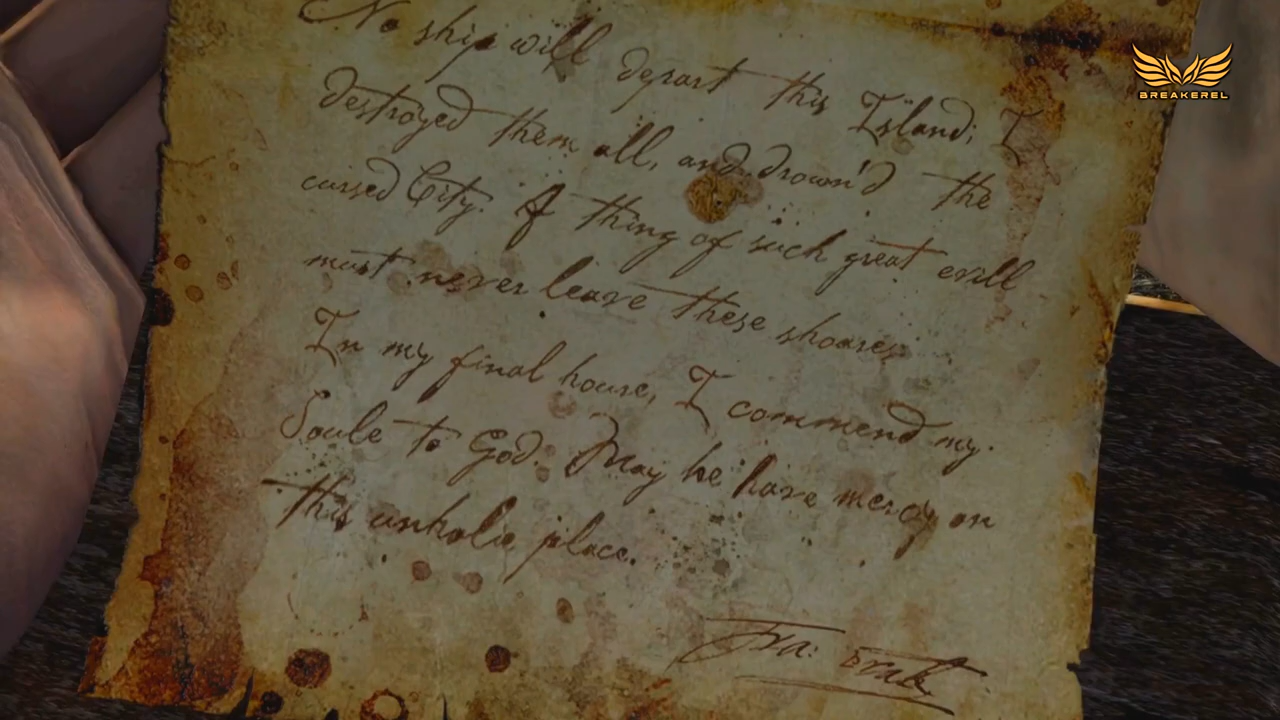 No ship will depart this Island; I
destroyed them all, and drown'd the
cursed City. A thing of such great evill
must never leave these shoares.
In my final houre, I commend my
Soule to God. May he have mercy on
this unholie place.
Fra: Drake
BREAKEREL